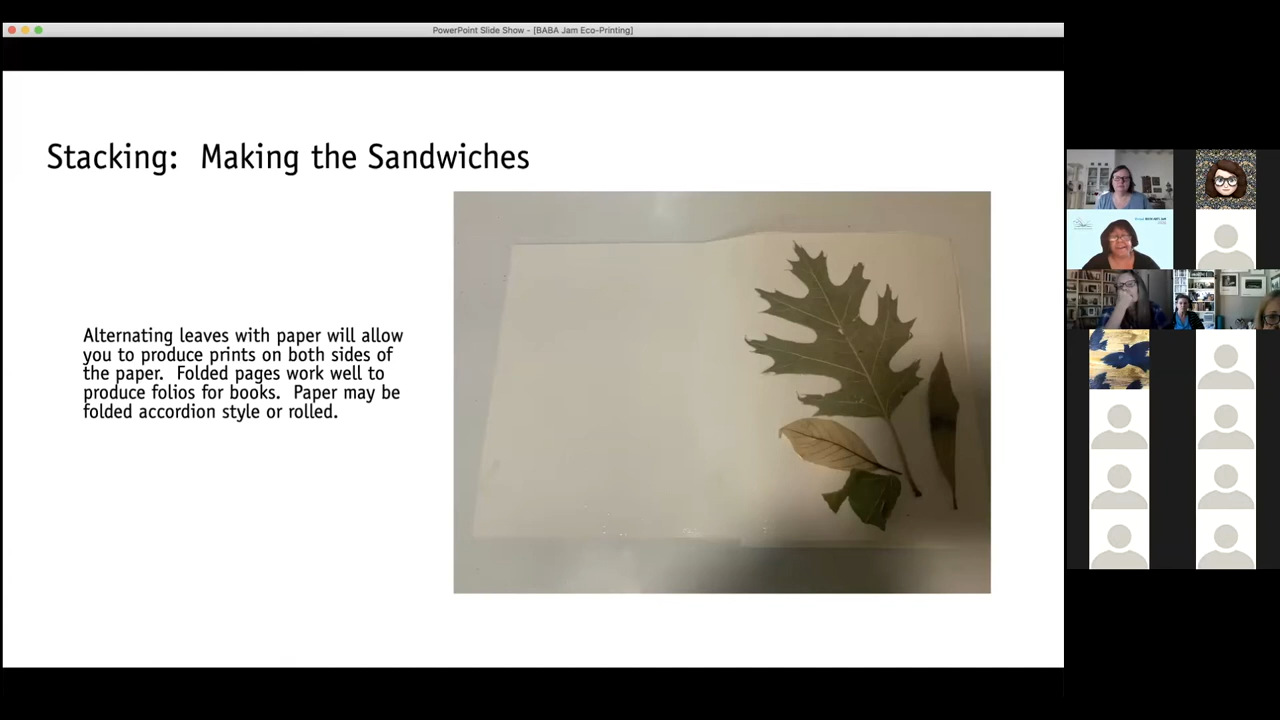 PowerPoint Slide Show - [BABA Jam Eco-Printing]
Stacking: Making the Sandwiches
Alternating leaves with paper will allow
you to produce prints on both sides of
the paper. Folded pages work well to
produce folios for books. Paper may be
folded accordion style or rolled.